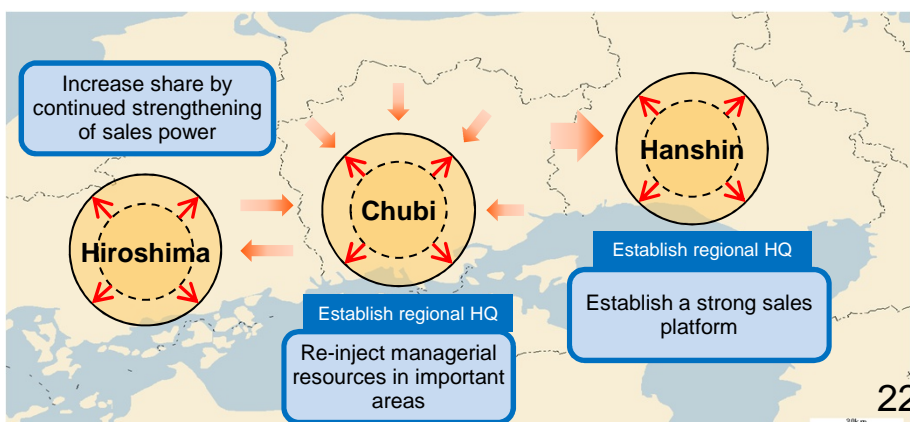 Increase share by
continued strengthening
of sales power
Hiroshima
Chubi
Hanshin
Establish regional HQ
Re-inject managerial
resources in important
areas
Establish regional HQ
Establish a strong sales
platform
22